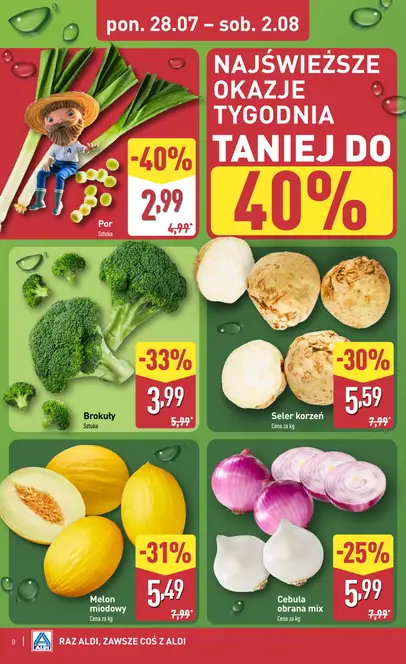 pon. 28.07 – sob. 2.08
NAJŚWIEŻSZE
OKAZJE
TYGODNIA
TANIEJ DO
40%
-40%
2,99
4,99*
Por
Sztuka
-33%
3,99
5,99*
Brokuły
Sztuka
-30%
5,59
7,99*
Seler korzeń
Cena za kg
-31%
5,49
7,99*
Melon
miodowy
Cena za kg
-25%
5,99
7,99*
Cebula
obrana mix
Cena za kg
8
ALDI
RAZ ALDI, ZAWSZE COŚ Z ALDI